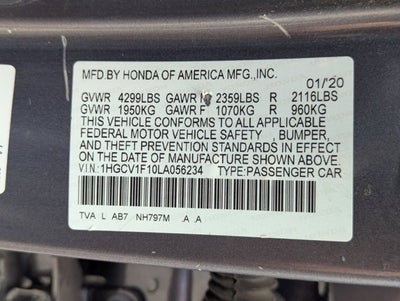 MFD.BY HONDA OF AMERICA MFG.,INC.
01/'20
GVWR 4299LBS GAWR F 2359LBS R 2116LBS
GVWR 1950KG GAWR F 1070KG R 960KG
THIS VEHICLE CONFORMS TO ALL APPLICABLE
FEDERAL MOTOR VEHICLE SAFETY , BUMPER,
AND THEFT PREVENTION STANDARDS IN EFFECT
ON THE DATE OF MANUFACTURE SHOWN ABOVE.
VIN:1HGCV1F10LA056234 TYPE:PASSENGER CAR
TVA L AB7 NH797M A A